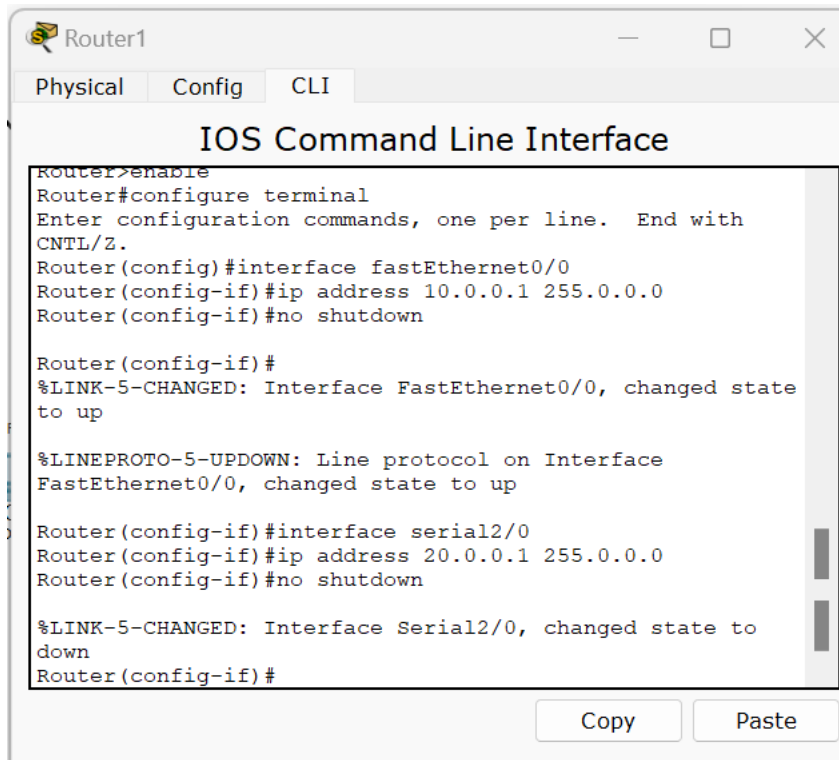 Router1
Physical Config CLI
IOS Command Line Interface
Router>enable
Router#configure terminal
Enter configuration commands, one per line.  End with
CNTL/Z.
Router(config)#interface fastEthernet0/0
Router(config-if)#ip address 10.0.0.1 255.0.0.0
Router(config-if)#no shutdown
Router(config-if)#
%LINK-5-CHANGED: Interface FastEthernet0/0, changed state
to up
%LINEPROTO-5-UPDOWN: Line protocol on Interface
FastEthernet0/0, changed state to up
Router(config-if)#interface serial2/0
Router(config-if)#ip address 20.0.0.1 255.0.0.0
Router(config-if)#no shutdown
%LINK-5-CHANGED: Interface Serial2/0, changed state to
down
Router(config-if)#
Copy Paste